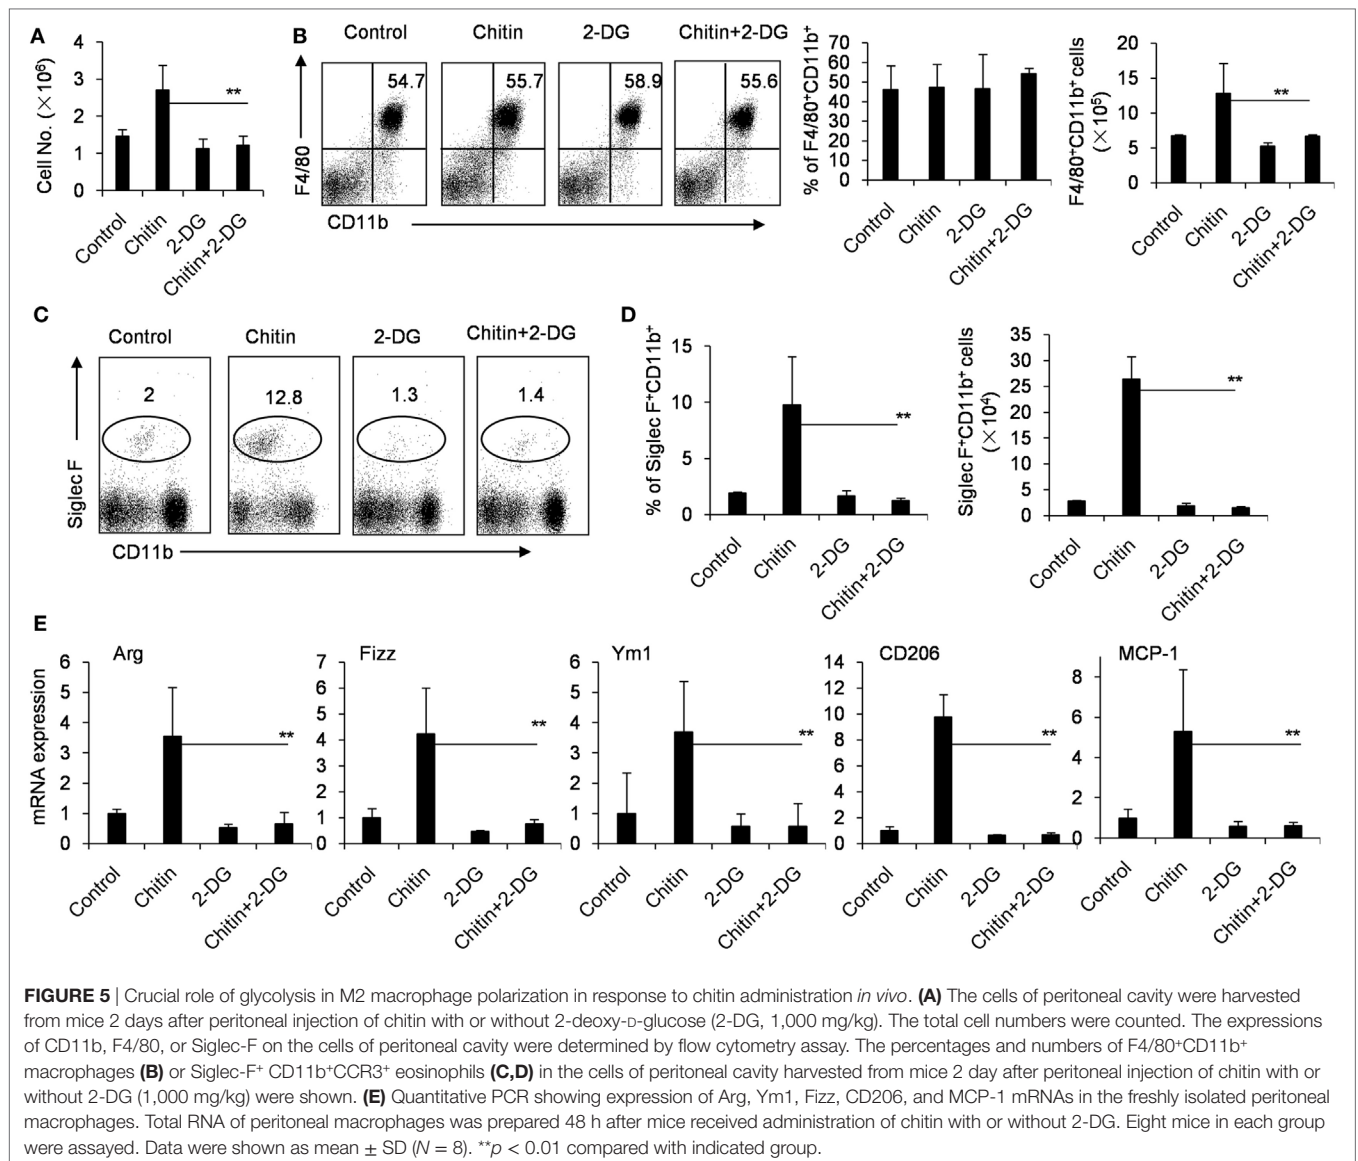 A
Cell No. (×10⁶)
4
3
2
1
0
**
Control
Chitin
2-DG
Chitin+2-DG
B
Control
Chitin
2-DG
Chitin+2-DG
F4/80
54.7
55.7
58.9
55.6
CD11b
% of F4/80⁺CD11b⁺
70
60
50
40
30
20
10
0
Control
Chitin
2-DG
Chitin+2-DG
F4/80⁺CD11b⁺ cells
(×10⁵)
20
15
10
5
0
**
Control
Chitin
2-DG
Chitin+2-DG
C
Control
Chitin
2-DG
Chitin+2-DG
Siglec F
2
12.8
1.3
1.4
CD11b
D
% of Siglec F⁺CD11b⁺
15
10
5
0
**
Control
Chitin
2-DG
Chitin+2-DG
Siglec F⁺CD11b⁺ cells
(×10⁴)
35
30
25
20
15
10
5
0
**
Control
Chitin
2-DG
Chitin+2-DG
E
mRNA expression
Arg
6
5
4
3
2
1
0
**
Control
Chitin
2-DG
Chitin+2-DG
Fizz
7
6
5
4
3
2
1
0
**
Control
Chitin
2-DG
Chitin+2-DG
Ym1
6
5
4
3
2
1
0
**
Control
Chitin
2-DG
Chitin+2-DG
CD206
14
12
10
8
6
4
2
0
**
Control
Chitin
2-DG
Chitin+2-DG
MCP-1
8
6
4
2
0
**
Control
Chitin
2-DG
Chitin+2-DG
FIGURE 5 | Crucial role of glycolysis in M2 macrophage polarization in response to chitin administration in vivo. (A) The cells of peritoneal cavity were harvested
from mice 2 days after peritoneal injection of chitin with or without 2-deoxy-D-glucose (2-DG, 1,000 mg/kg). The total cell numbers were counted. The expressions
of CD11b, F4/80, or Siglec-F on the cells of peritoneal cavity were determined by flow cytometry assay. The percentages and numbers of F4/80⁺CD11b⁺
macrophages (B) or Siglec-F⁺ CD11b⁺CCR3⁺ eosinophils (C,D) in the cells of peritoneal cavity harvested from mice 2 day after peritoneal injection of chitin with or
without 2-DG (1,000 mg/kg) were shown. (E) Quantitative PCR showing expression of Arg, Ym1, Fizz, CD206, and MCP-1 mRNAs in the freshly isolated peritoneal
macrophages. Total RNA of peritoneal macrophages was prepared 48 h after mice received administration of chitin with or without 2-DG. Eight mice in each group
were assayed. Data were shown as mean ± SD (N = 8). **p < 0.01 compared with indicated group.